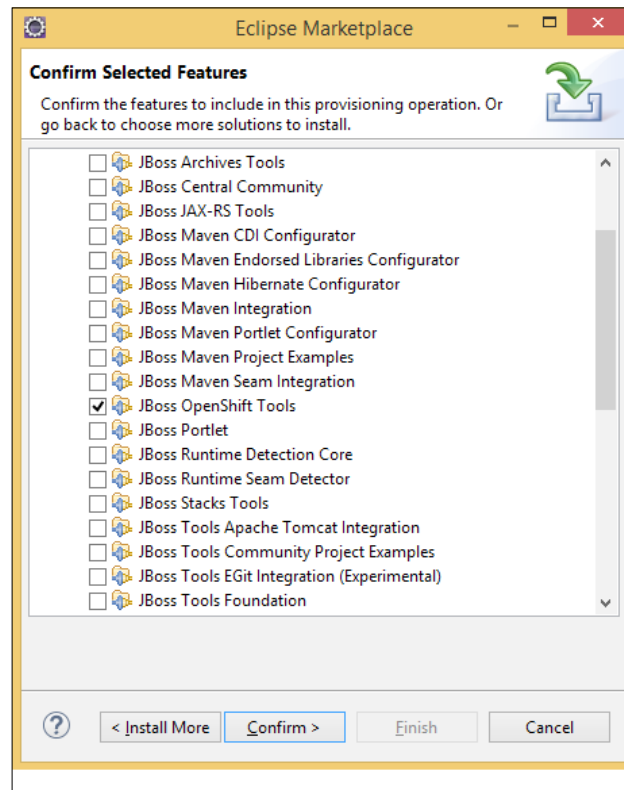 Eclipse Marketplace
Confirm Selected Features
Confirm the features to include in this provisioning operation. Or
go back to choose more solutions to install.
JBoss Archives Tools
JBoss Central Community
JBoss JAX-RS Tools
JBoss Maven CDI Configurator
JBoss Maven Endorsed Libraries Configurator
JBoss Maven Hibernate Configurator
JBoss Maven Integration
JBoss Maven Portlet Configurator
JBoss Maven Project Examples
JBoss Maven Seam Integration
JBoss OpenShift Tools
JBoss Portlet
JBoss Runtime Detection Core
JBoss Runtime Seam Detector
JBoss Stacks Tools
JBoss Tools Apache Tomcat Integration
JBoss Tools Community Project Examples
JBoss Tools EGit Integration (Experimental)
JBoss Tools Foundation
? < Install More Confirm > Finish Cancel